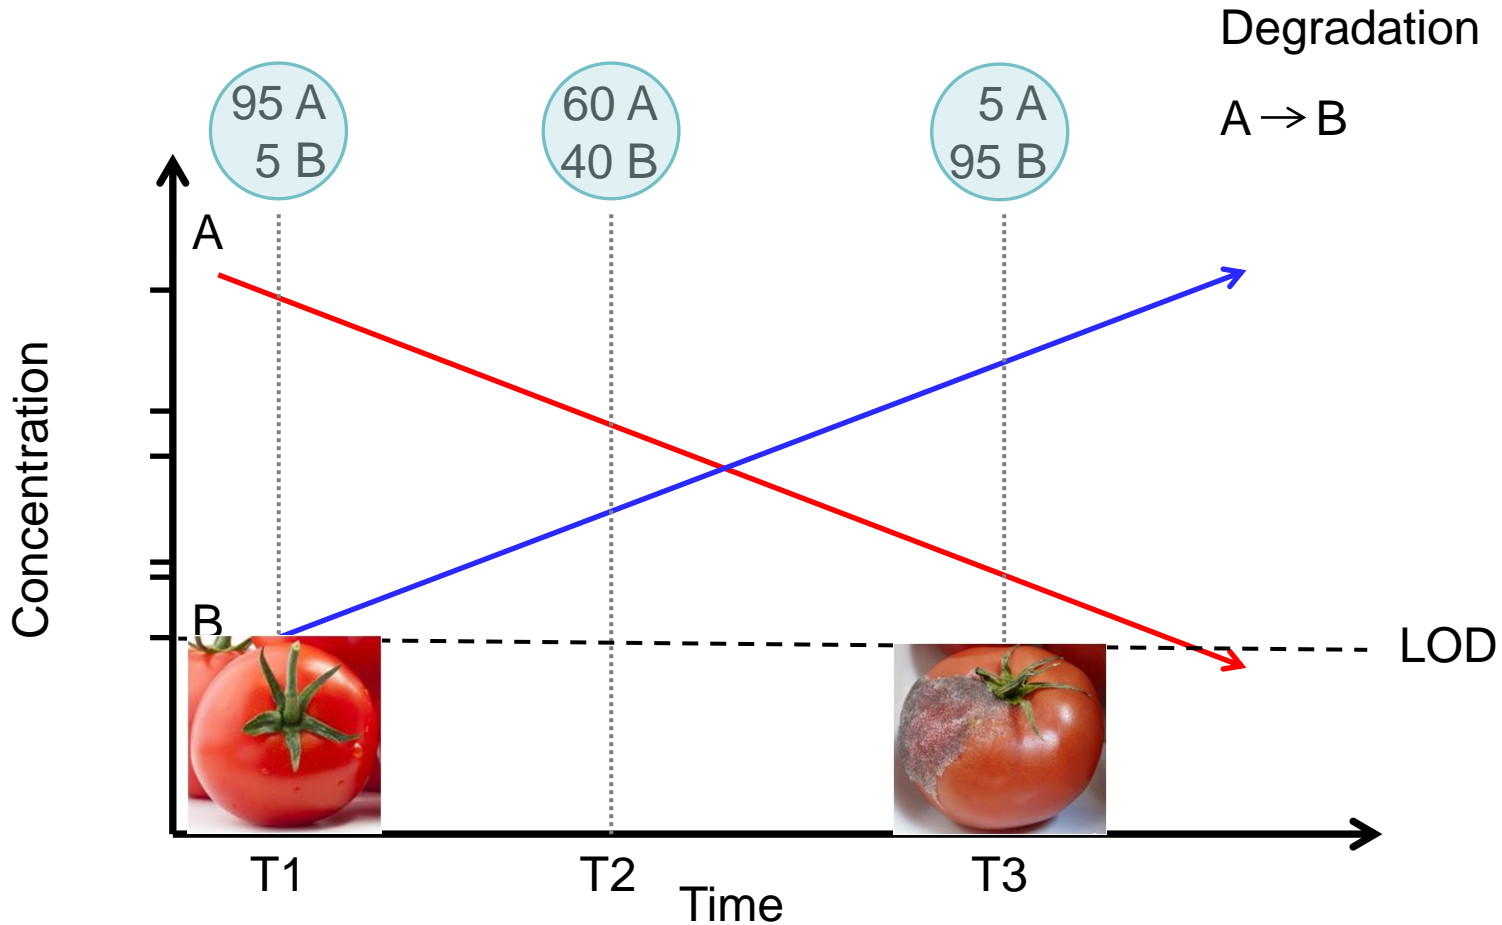 Degradation
A → B
95 A
5 B
60 A
40 B
5 A
95 B
A
Concentration
B
LOD
T1
T2
T3
Time